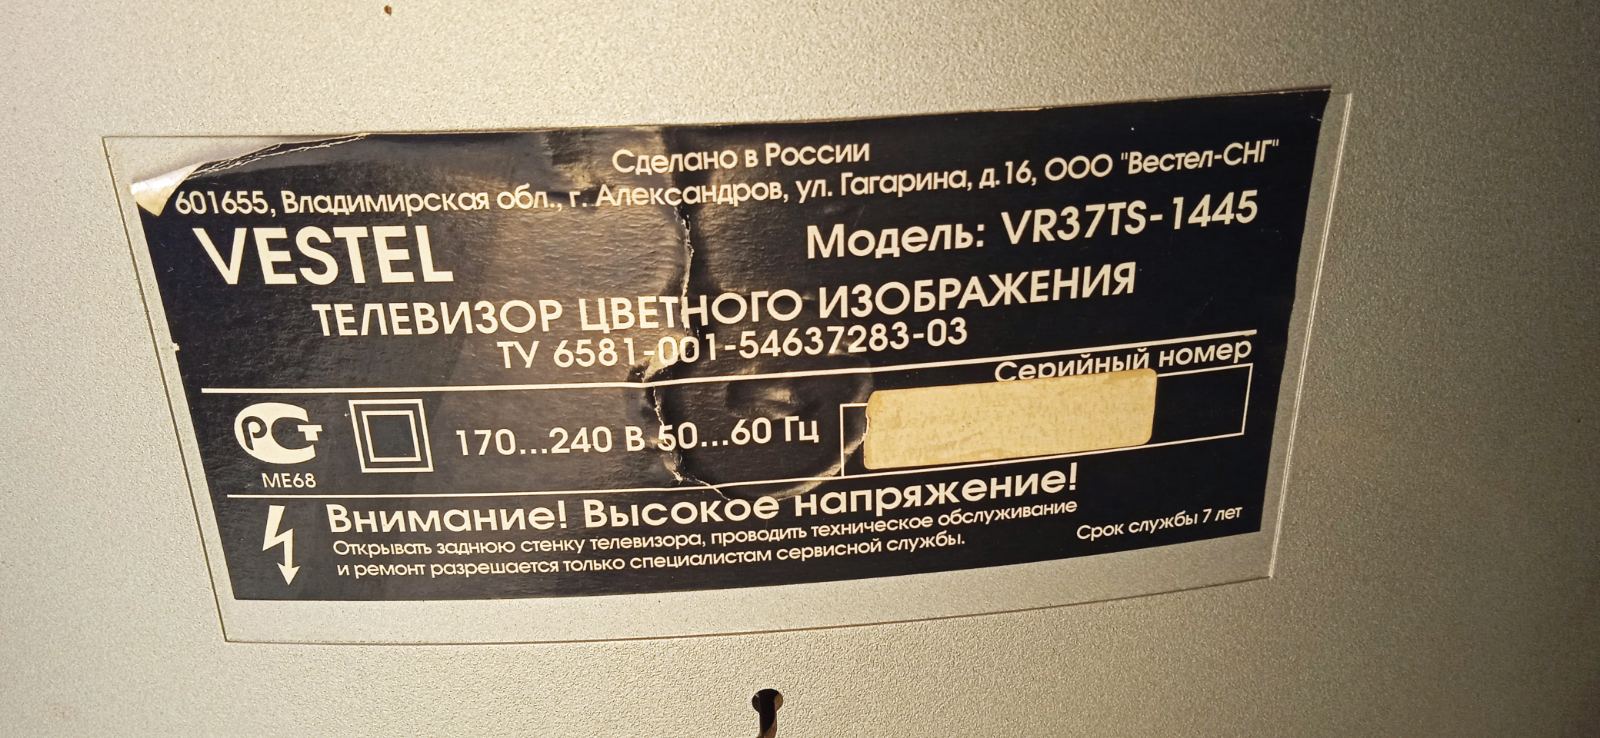 Сделано в России
601655, Владимирская обл., г. Александров, ул. Гагарина, д.16, ООО "Вестел-СНГ"
VESTEL
Модель: VR37TS-1445
ТЕЛЕВИЗОР ЦВЕТНОГО ИЗОБРАЖЕНИЯ
ТУ 6581-001-54637283-03
Серийный номер
РСТ
ME68
170...240 В 50...60 Гц
Внимание! Высокое напряжение!
Открывать заднюю стенку телевизора, проводить техническое обслуживание
и ремонт разрешается только специалистам сервисной службы.
Срок службы 7 лет